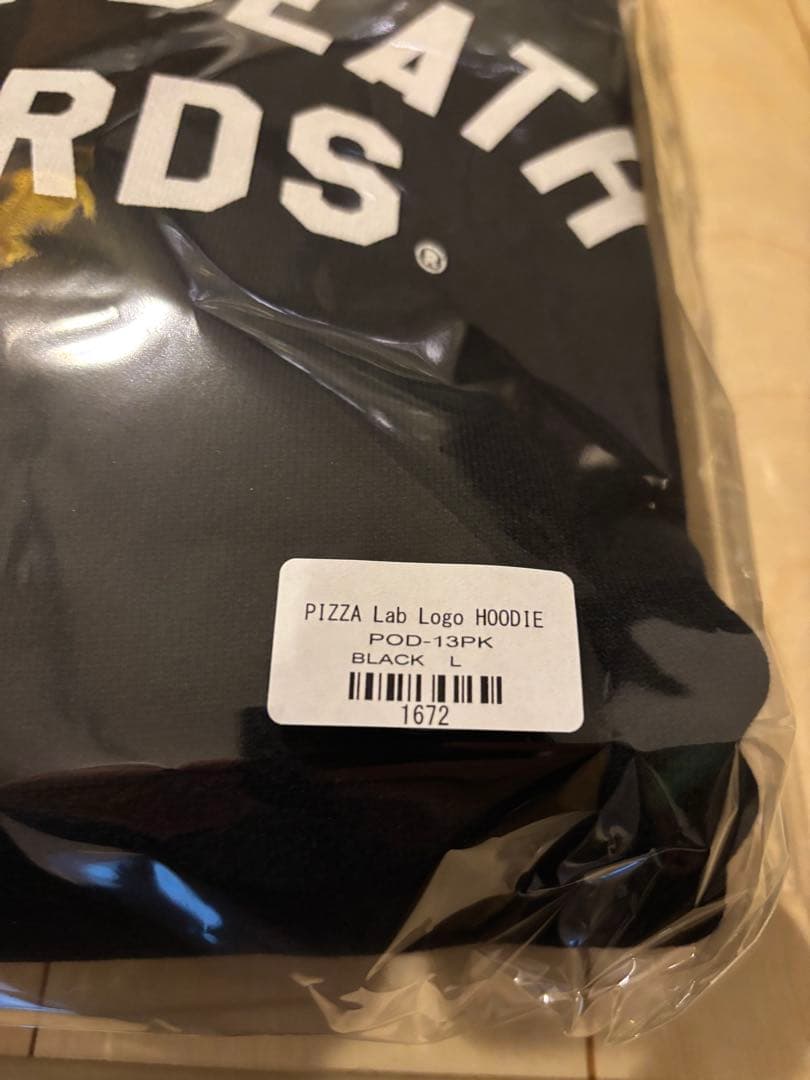 EATH
RDS®
PIZZA Lab Logo HOODIE
POD-13PK
BLACK L
1672